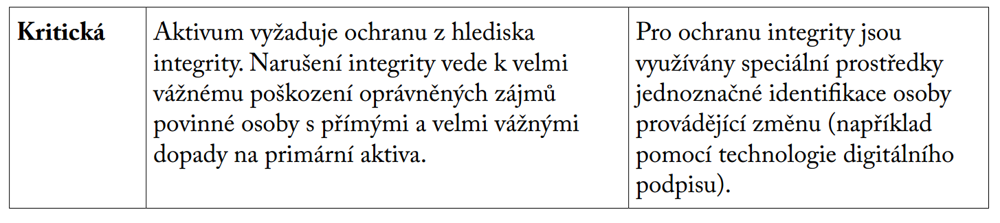 Kritická
Aktivum vyžaduje ochranu z hlediska
integrity. Narušení integrity vede k velmi
vážnému poškození oprávněných zájmů
povinné osoby s přímými a velmi vážnými
dopady na primární aktiva.
Pro ochranu integrity jsou
využívány speciální prostředky
jednoznačné identifikace osoby
provádějící změnu (například
pomocí technologie digitálního
podpisu).